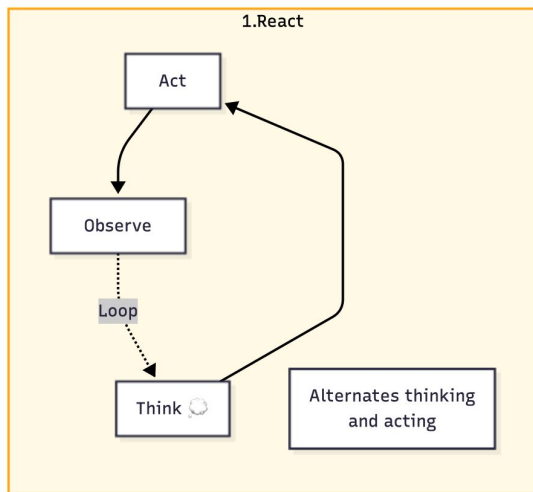 1.React
Act
Observe
Loop
Think 💭
Alternates thinking
and acting